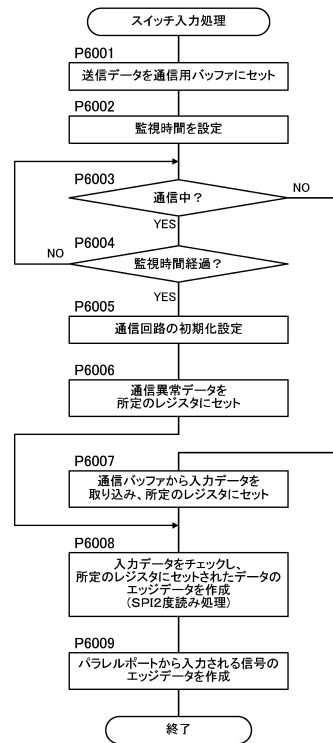 スイッチ入力処理
P6001
送信データを通信用バッファにセット
P6002
監視時間を設定
P6003
通信中？
NO
YES
P6004
NO
監視時間経過？
YES
P6005
通信回路の初期化設定
P6006
通信異常データを
所定のレジスタにセット
P6007
通信バッファから入力データを
取り込み、所定のレジスタにセット
P6008
入力データをチェックし、
所定のレジスタにセットされたデータの
エッジデータを作成
(SPI2度読み処理)
P6009
パラレルポートから入力される信号の
エッジデータを作成
終了